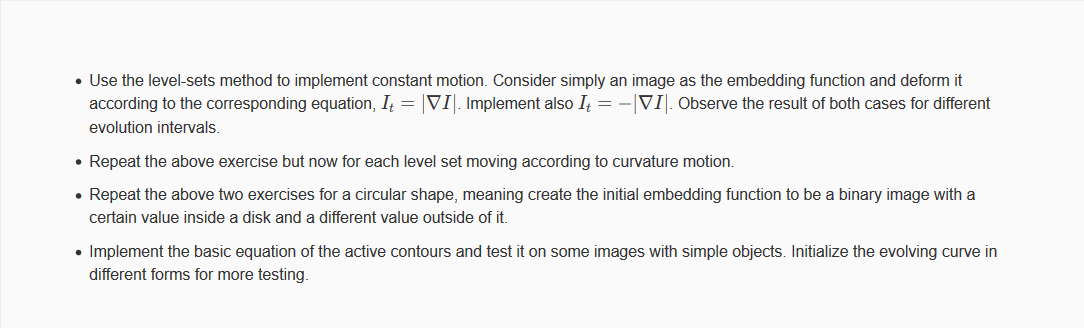 • Use the level-sets method to implement constant motion. Consider simply an image as the embedding function and deform it
according to the corresponding equation, I_t = |∇I|. Implement also I_t = −|∇I|. Observe the result of both cases for different
evolution intervals.
• Repeat the above exercise but now for each level set moving according to curvature motion.
• Repeat the above two exercises for a circular shape, meaning create the initial embedding function to be a binary image with a
certain value inside a disk and a different value outside of it.
• Implement the basic equation of the active contours and test it on some images with simple objects. Initialize the evolving curve in
different forms for more testing.